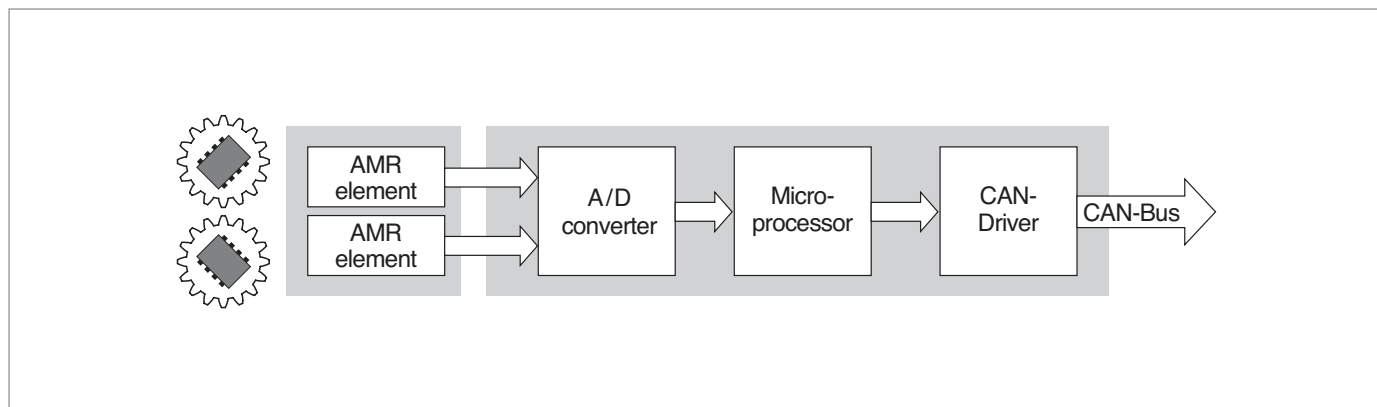 AMR
element
AMR
element
A/D
converter
Micro-
processor
CAN-
Driver
CAN-Bus